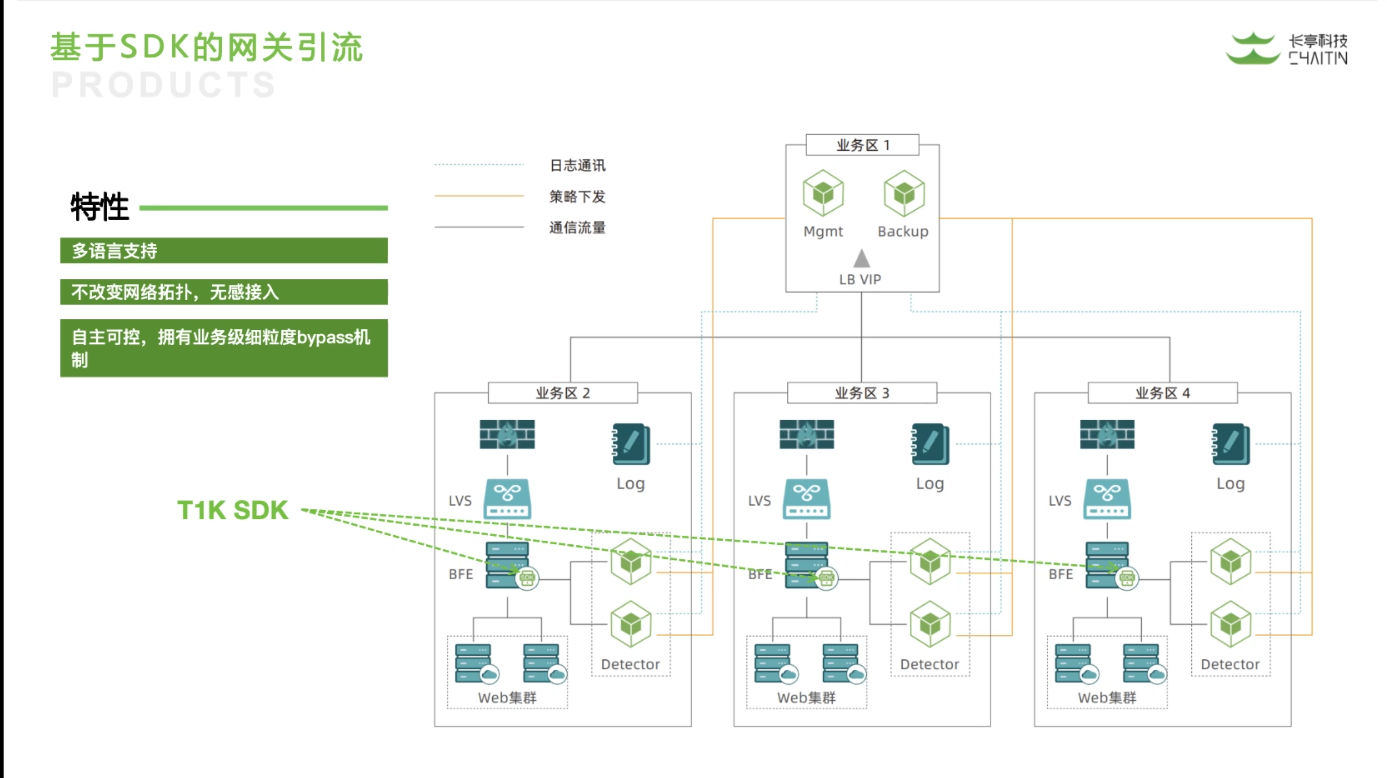 基于SDK的网关引流
PRODUCTS
长亭科技
CHAITIN
特性
多语言支持
不改变网络拓扑，无感接入
自主可控，拥有业务级细粒度bypass机
制
日志通讯
策略下发
通信流量
业务区 1
Mgmt
Backup
LB VIP
业务区 2
业务区 3
业务区 4
Log
Log
Log
LVS
LVS
LVS
T1K SDK
BFE
BFE
BFE
SDK
SDK
SDK
Detector
Detector
Detector
Web集群
Web集群
Web集群